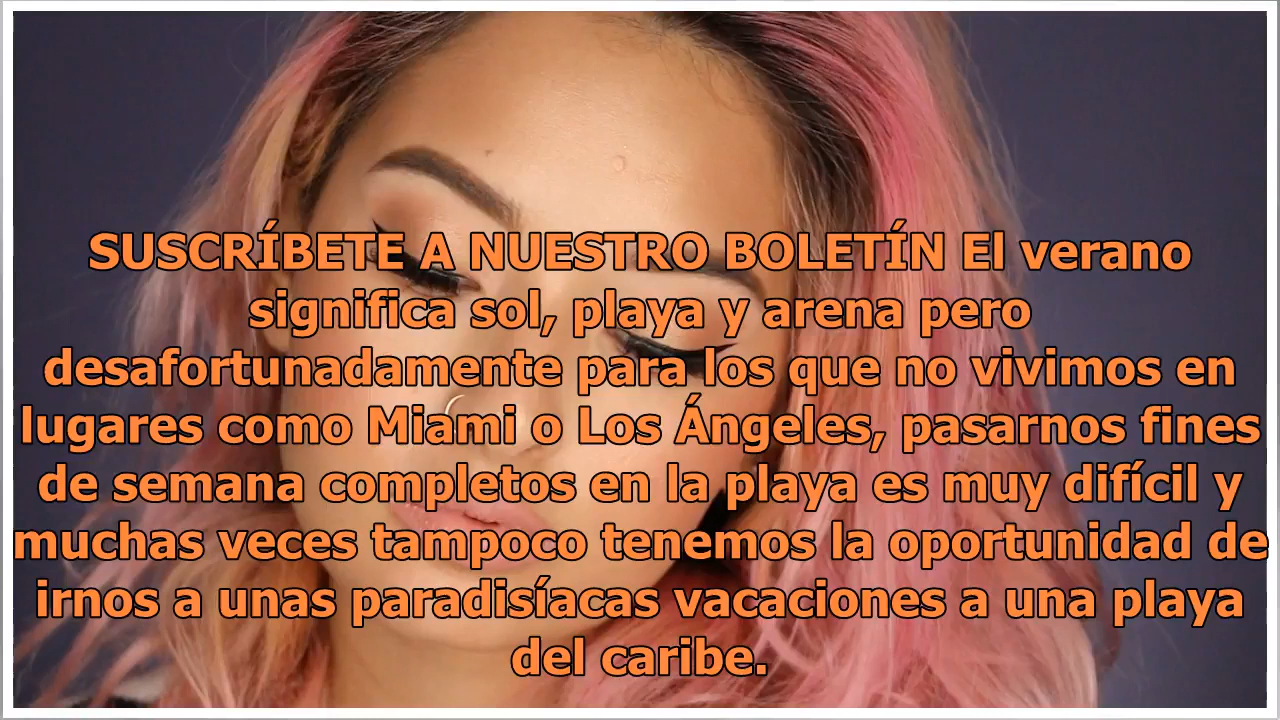 SUSCRÍBETE A NUESTRO BOLETÍN El verano
significa sol, playa y arena pero
desafortunadamente para los que no vivimos en
lugares como Miami o Los Ángeles, pasarnos fines
de semana completos en la playa es muy difícil y
muchas veces tampoco tenemos la oportunidad de
irnos a unas paradisíacas vacaciones a una playa
del caribe.